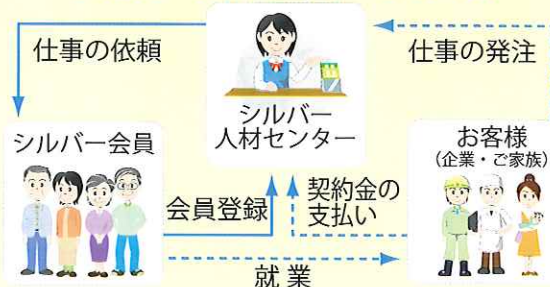 仕事の依頼
仕事の発注
シルバー
人材センター
シルバー会員
お客様
(企業・ご家族)
会員登録
契約金の
支払い
就業